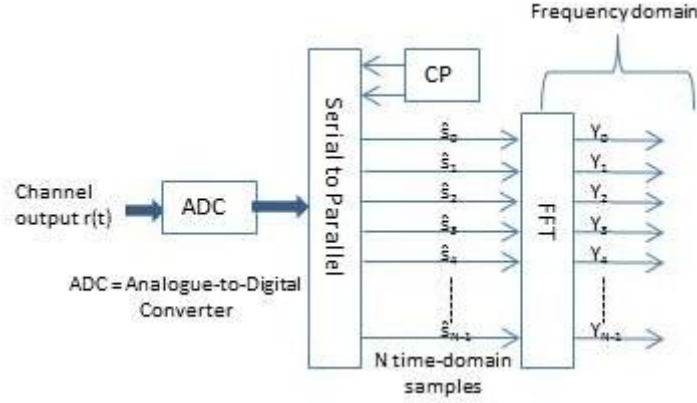 Frequency domain
CP
Serial to Parallel
ŝ0
ŝ1
ŝ2
ŝ3
ŝ4
ŝN-1
FFT
Y0
Y1
Y2
Y3
Y4
YN-1
Channel
output r(t)
ADC
ADC = Analogue-to-Digital
Converter
N time-domain
samples